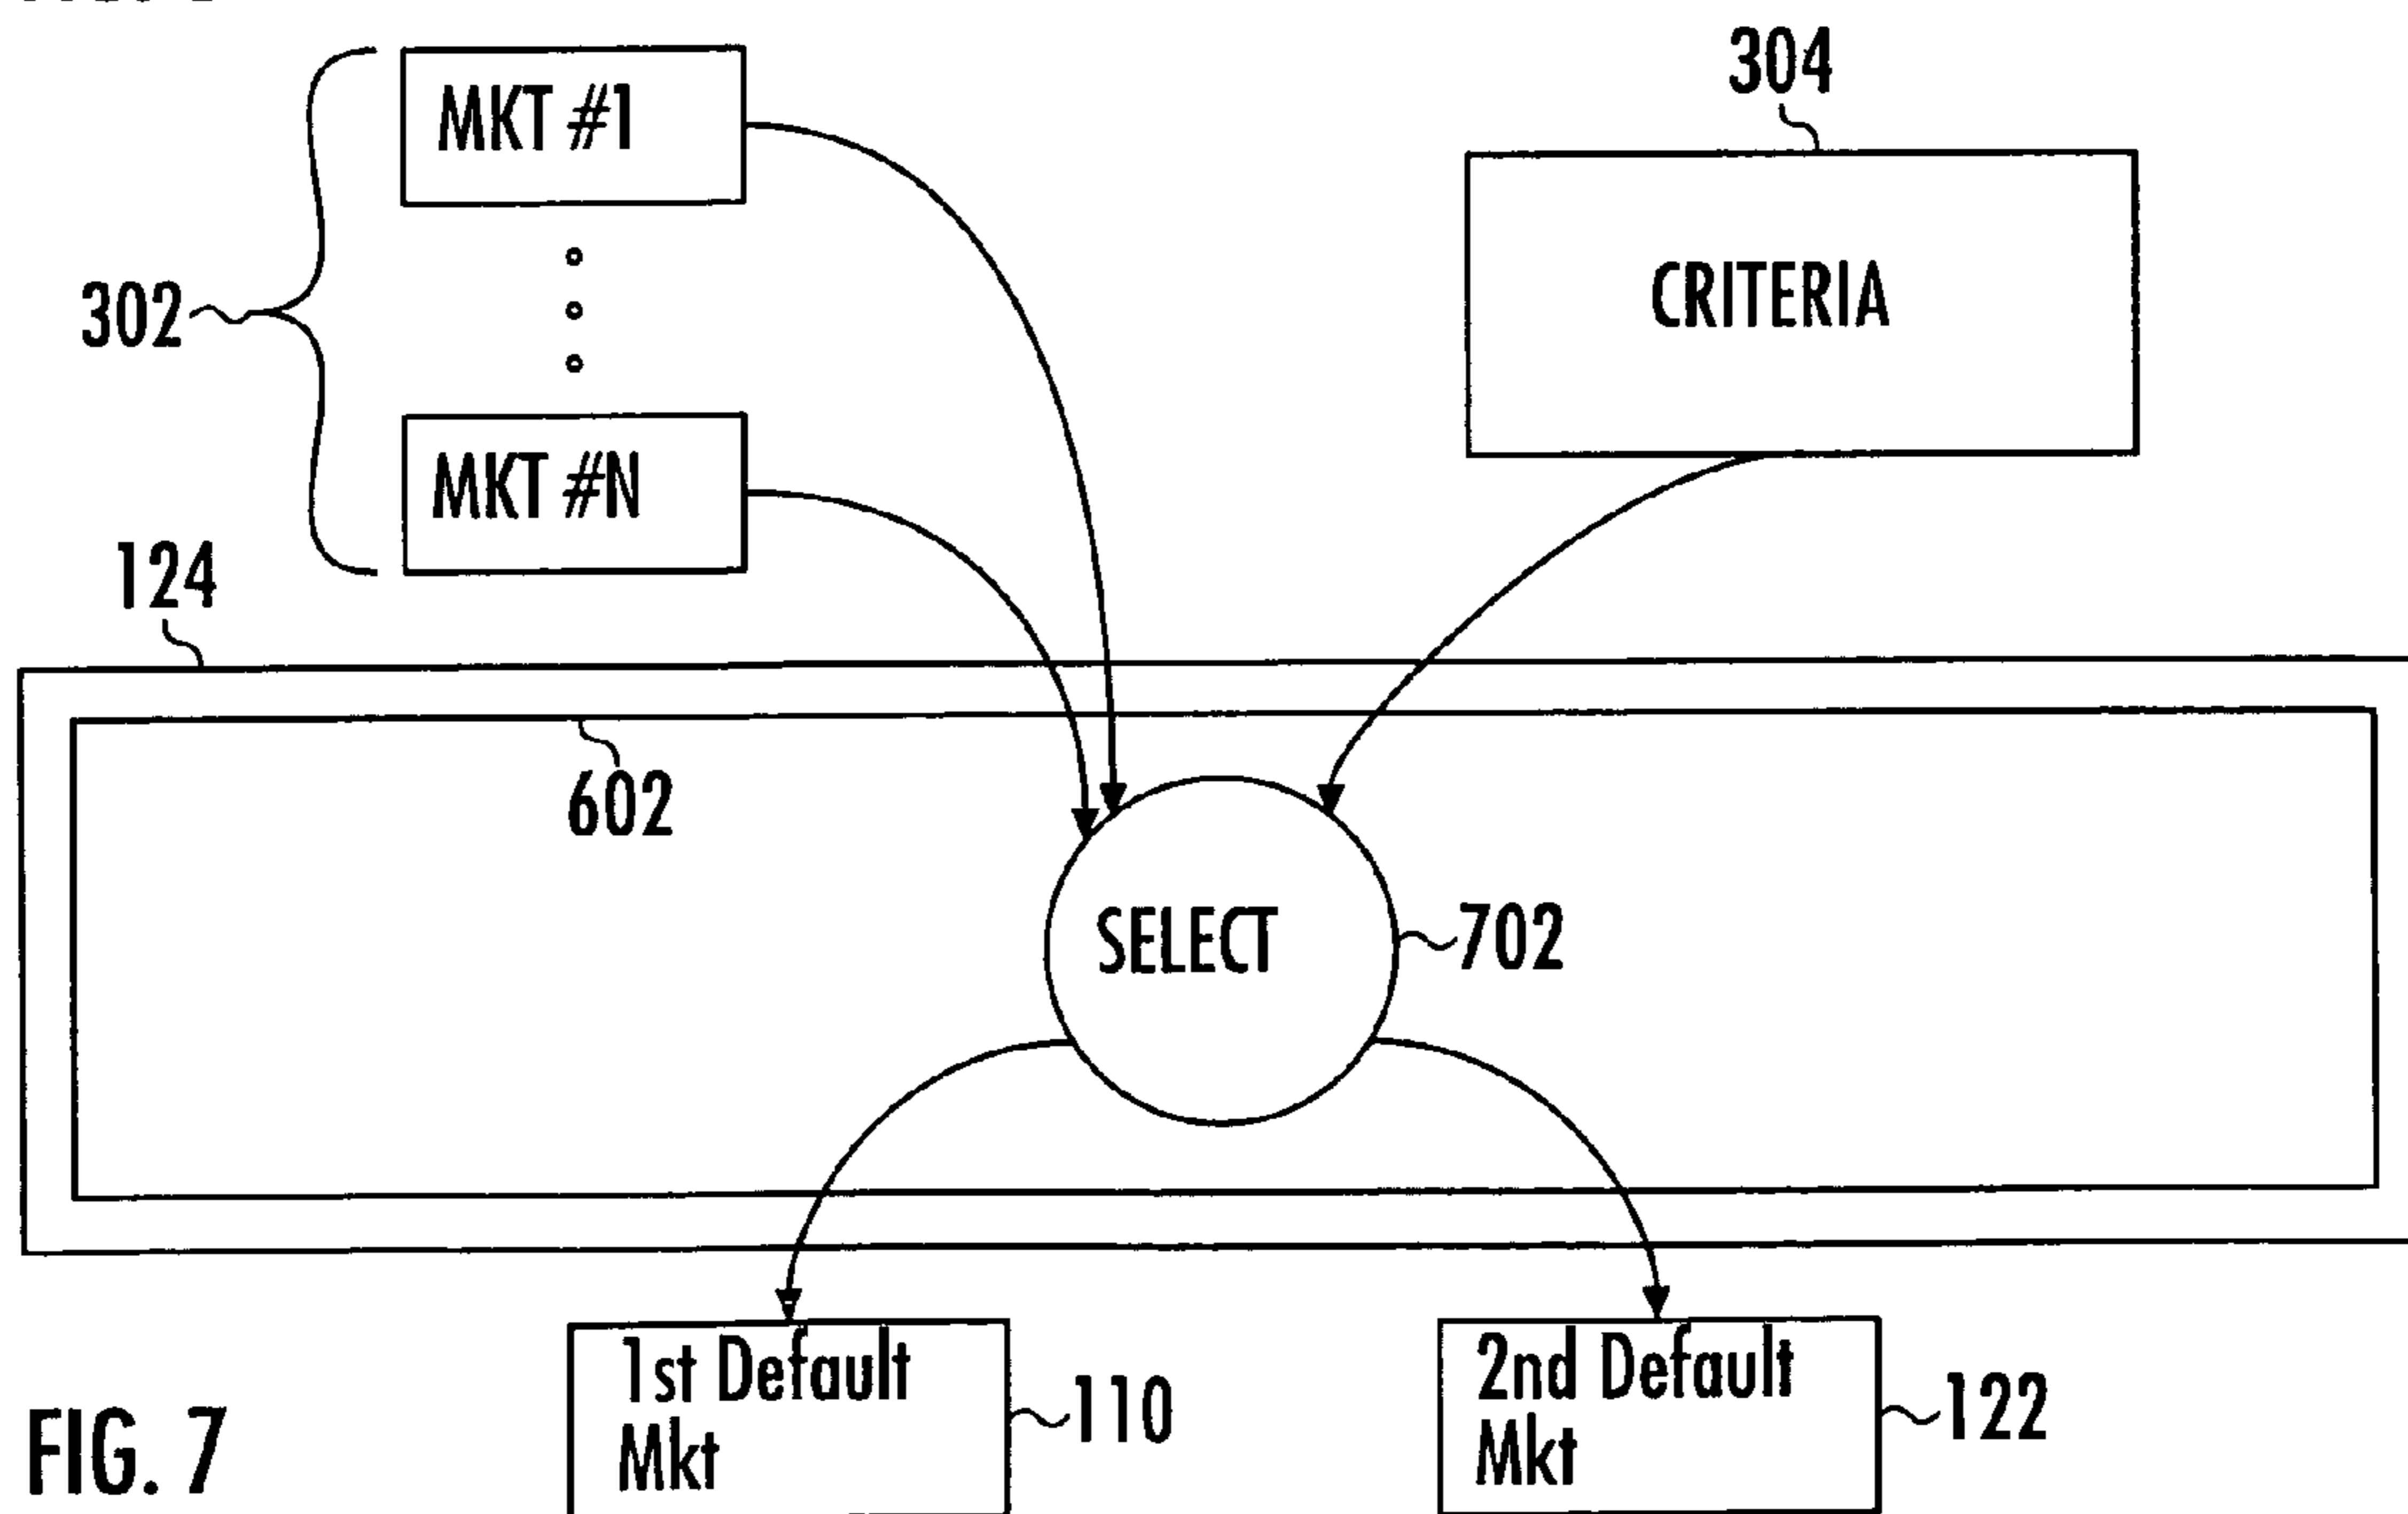 304
MKT #1
CRITERIA
302
MKT #N
124
602
SELECT
702
1st Default
Mkt
110
2nd Default
Mkt
122
FIG. 7